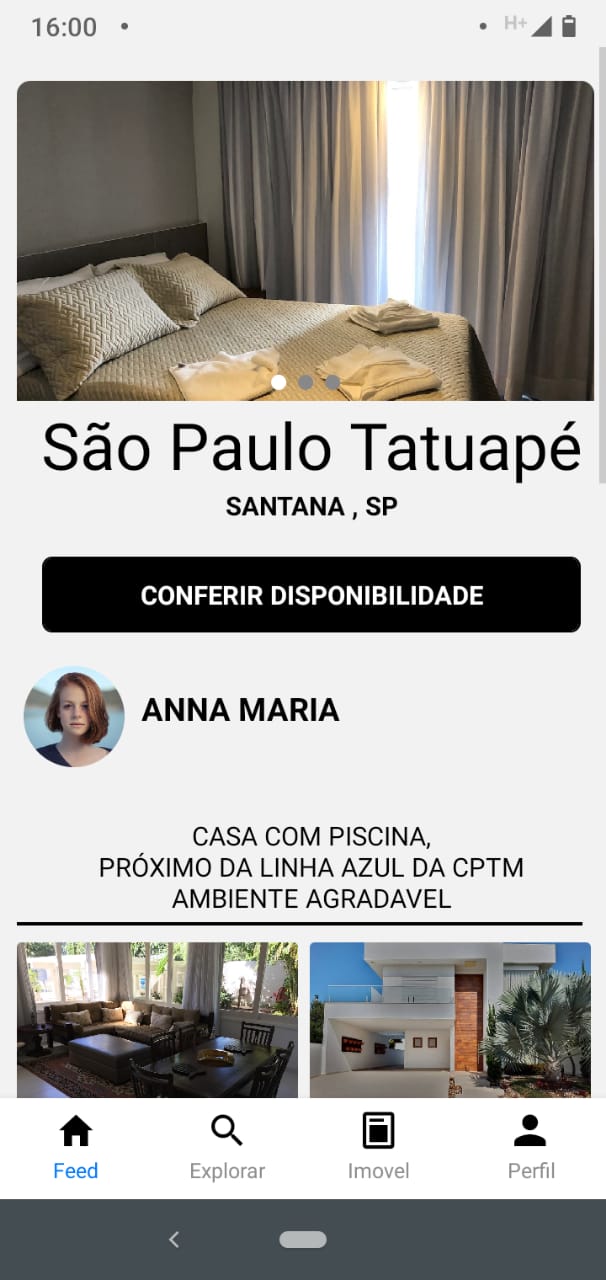 16:00
H+
São Paulo Tatuapé
SANTANA , SP
CONFERIR DISPONIBILIDADE
ANNA MARIA
CASA COM PISCINA,
PRÓXIMO DA LINHA AZUL DA CPTM
AMBIENTE AGRADAVEL
Feed
Explorar
Imovel
Perfil